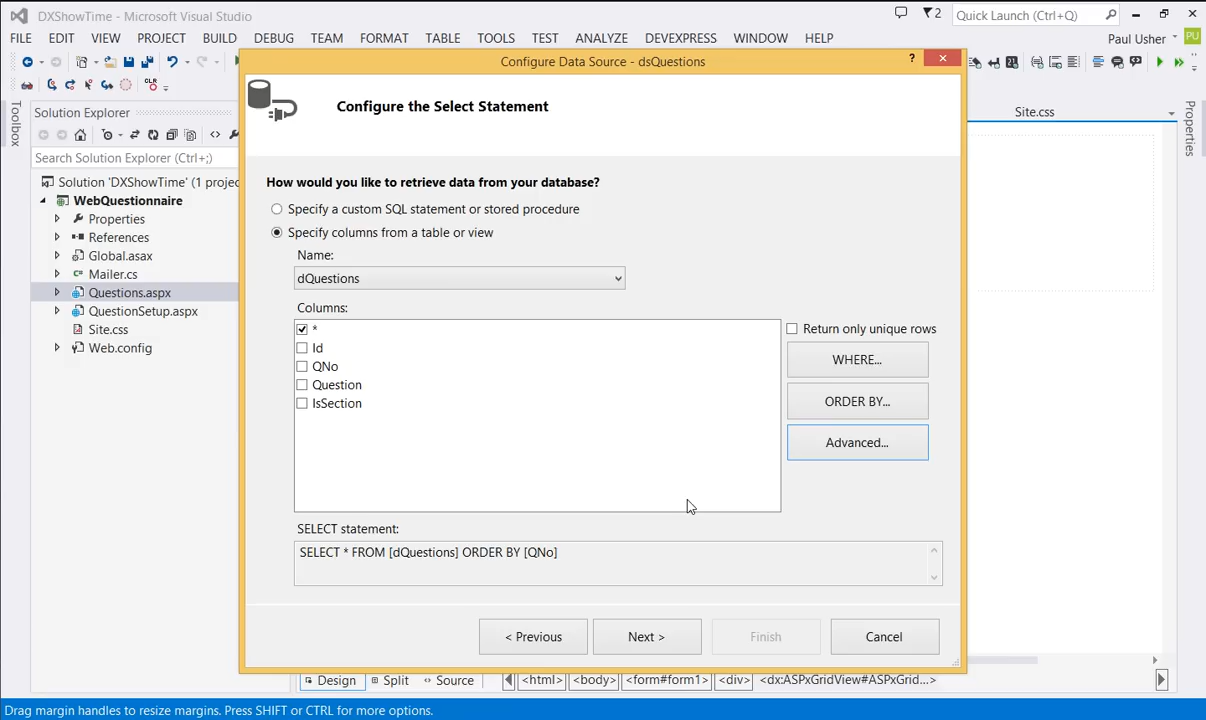 DXShowTime - Microsoft Visual Studio
2
Quick Launch (Ctrl+Q)
FILE EDIT VIEW PROJECT BUILD DEBUG TEAM FORMAT TABLE TOOLS TEST ANALYZE DEVEXPRESS WINDOW HELP
Paul Usher
PU
Configure Data Source - dsQuestions
?
Toolbox
Solution Explorer
Search Solution Explorer (Ctrl+;)
Solution 'DXShowTime' (1 projec
WebQuestionnaire
Properties
References
Global.asax
C# Mailer.cs
Questions.aspx
QuestionSetup.aspx
Site.css
Web.config
Configure the Select Statement
How would you like to retrieve data from your database?
Specify a custom SQL statement or stored procedure
Specify columns from a table or view
Name:
dQuestions
Columns:
*
Id
QNo
Question
IsSection
Return only unique rows
WHERE...
ORDER BY...
Advanced...
SELECT statement:
SELECT * FROM [dQuestions] ORDER BY [QNo]
< Previous
Next >
Finish
Cancel
Site.css
Properties
Design Split Source <html> <body> <form#form1> <div> <dx:ASPxGridView#ASPxGrid...>
Drag margin handles to resize margins. Press SHIFT or CTRL for more options.